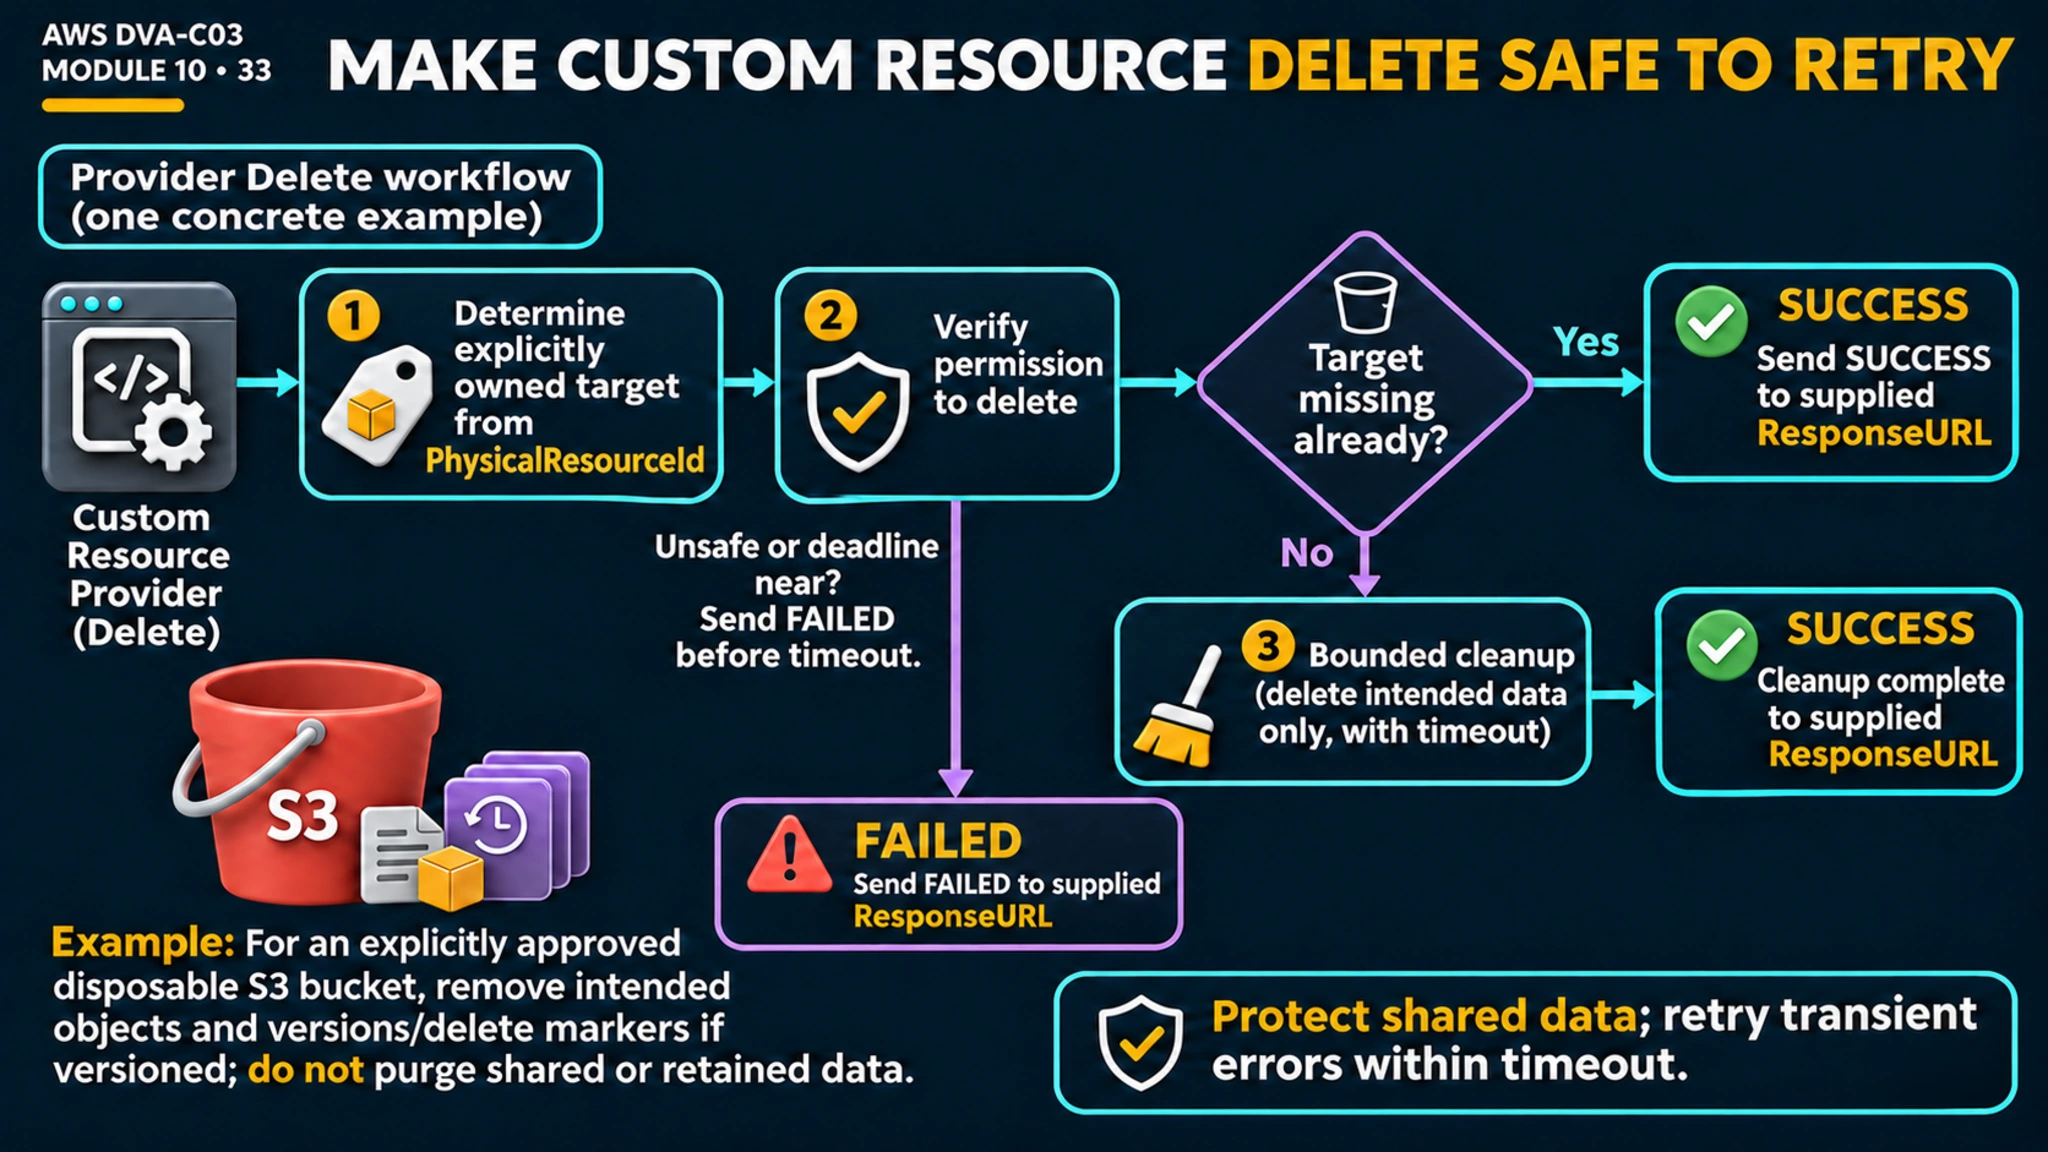 AWS DVA-C03
MODULE 10 • 33
MAKE CUSTOM RESOURCE DELETE SAFE TO RETRY
Provider Delete workflow
(one concrete example)
</>
Custom
Resource
Provider
(Delete)
1
Determine
explicitly
owned target
from
PhysicalResourceId
2
Verify
permission
to delete
Target
missing
already?
Yes
SUCCESS
Send SUCCESS
to supplied
ResponseURL
No
Unsafe or deadline
near?
Send FAILED
before timeout.
3
Bounded cleanup
(delete intended data
only, with timeout)
SUCCESS
Cleanup complete
to supplied
ResponseURL
FAILED
Send FAILED to supplied
ResponseURL
S3
Example: For an explicitly approved
disposable S3 bucket, remove intended
objects and versions/delete markers if
versioned; do not purge shared or retained data.
Protect shared data; retry transient
errors within timeout.